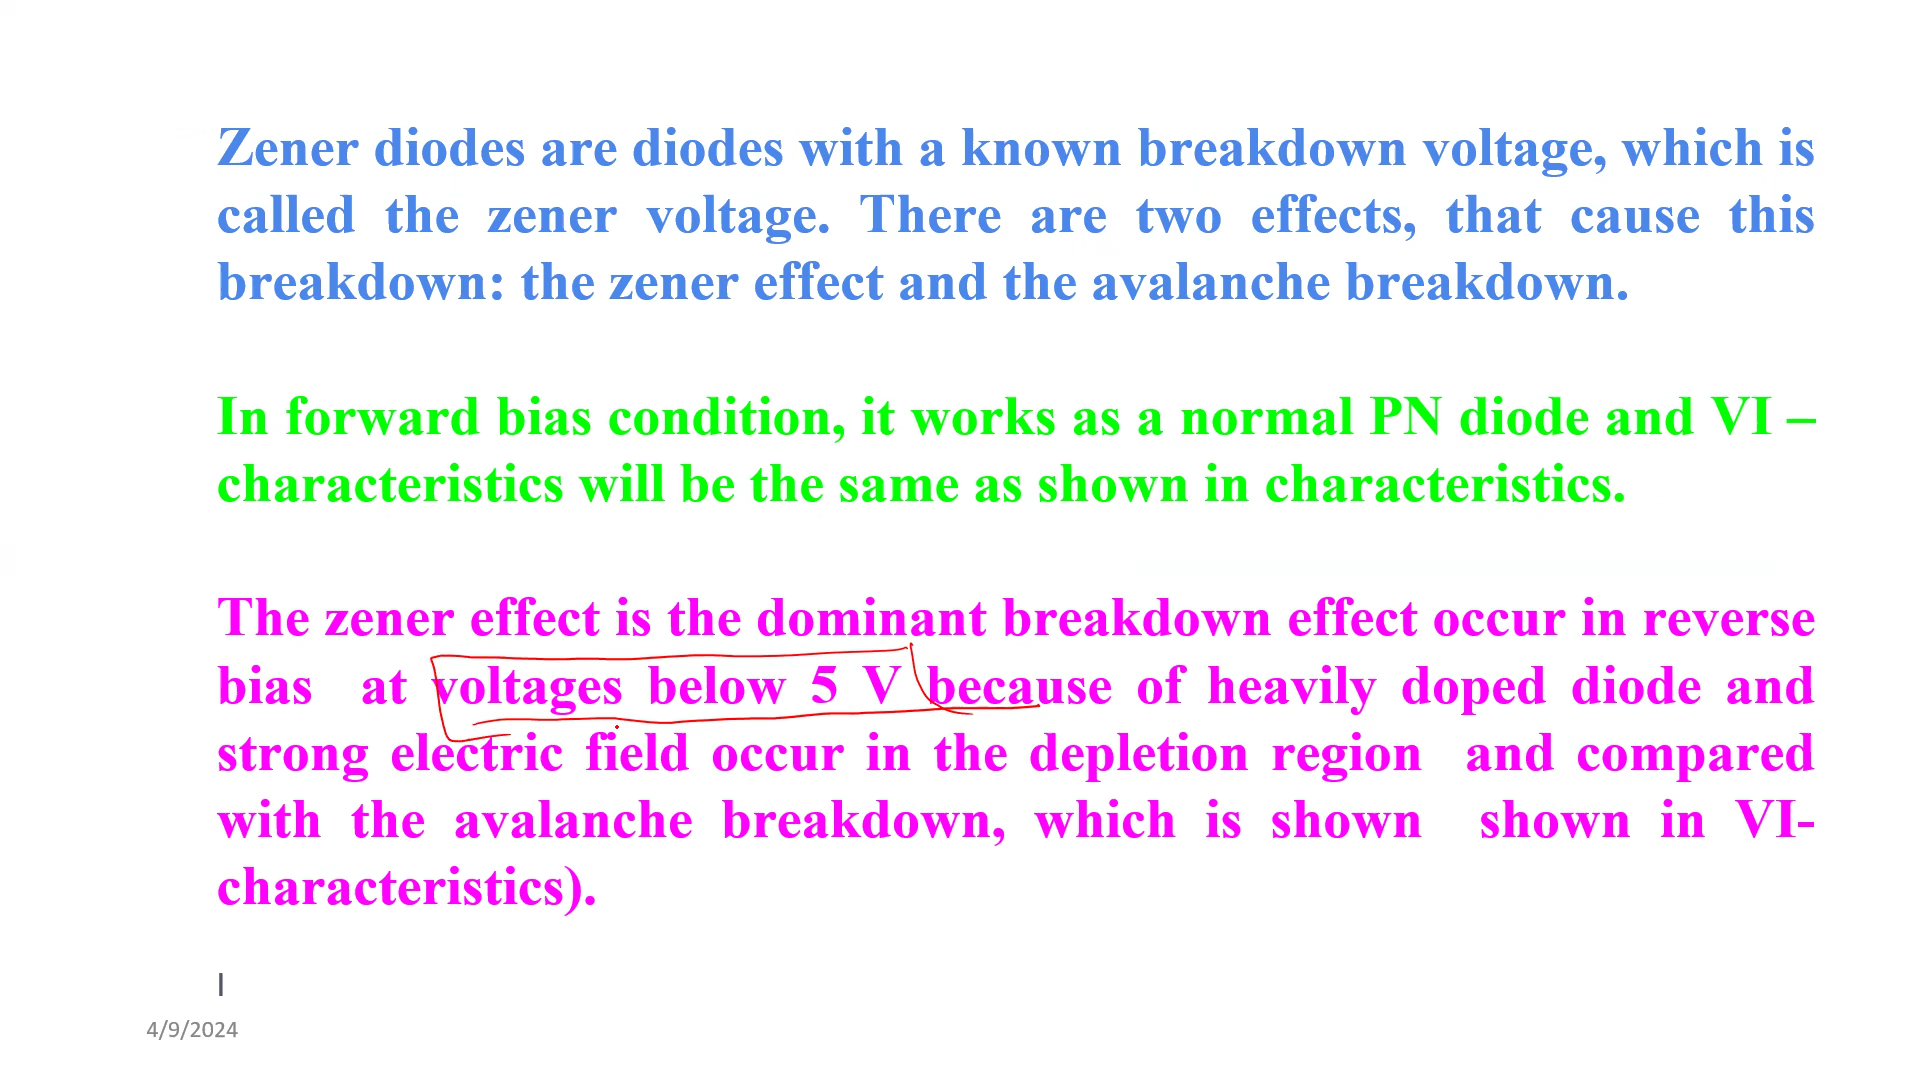 Zener diodes are diodes with a known breakdown voltage, which is
called the zener voltage. There are two effects, that cause this
breakdown: the zener effect and the avalanche breakdown.
In forward bias condition, it works as a normal PN diode and VI –
characteristics will be the same as shown in characteristics.
The zener effect is the dominant breakdown effect occur in reverse
bias at voltages below 5 V because of heavily doped diode and
strong electric field occur in the depletion region and compared
with the avalanche breakdown, which is shown shown in VI-
characteristics).
l
4/9/2024